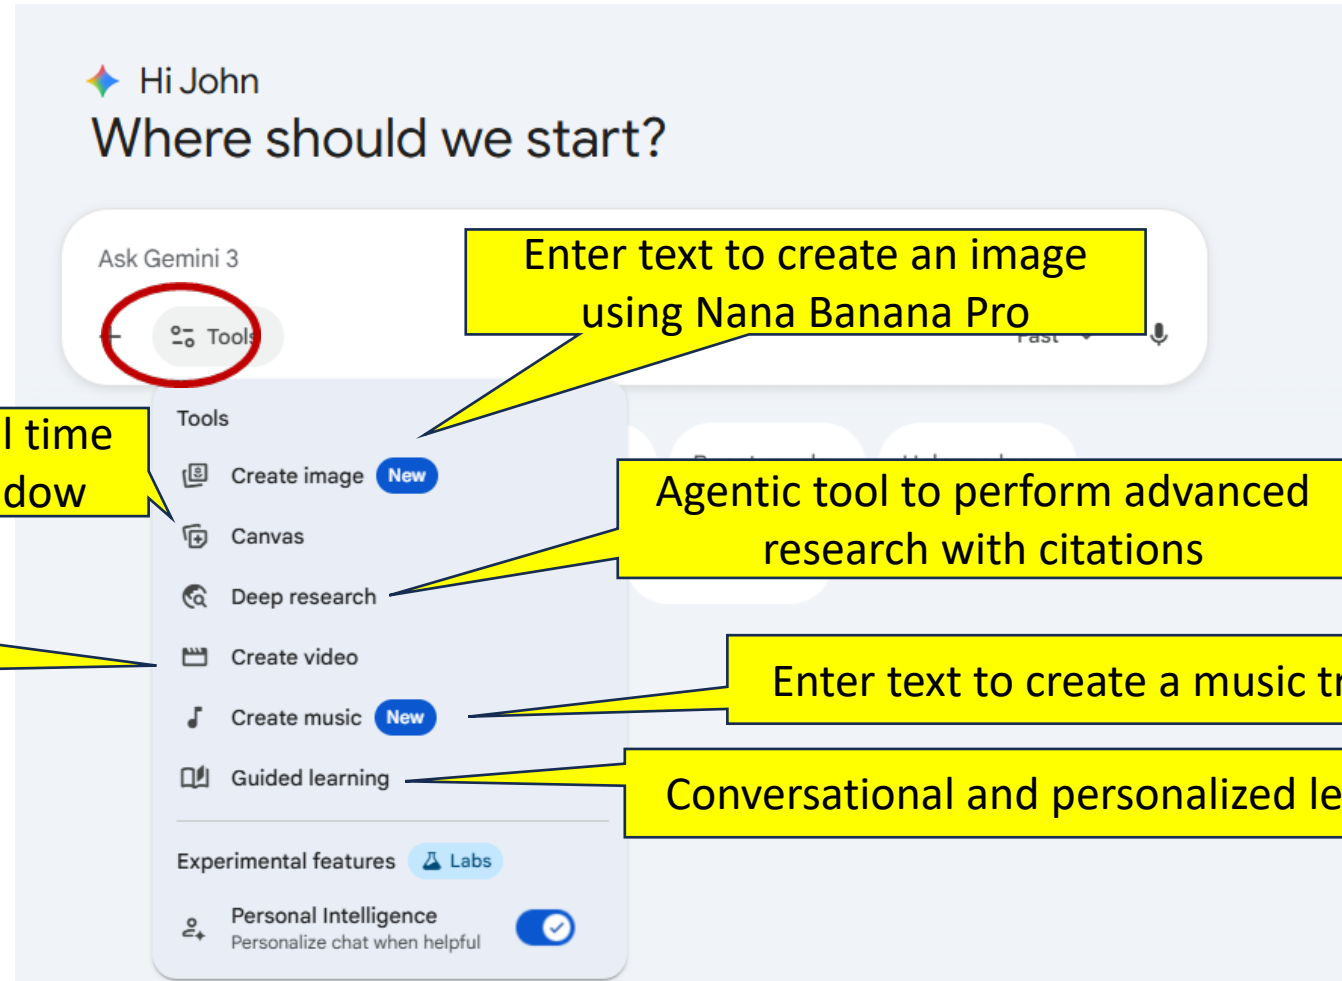 Hi John
Where should we start?
Ask Gemini 3
Enter text to create an image
using Nana Banana Pro
Tools
Fast
l time
dow
Tools
Create image New
Canvas
Agentic tool to perform advanced
research with citations
Deep research
Create video
Enter text to create a music tr
Create music New
Guided learning
Conversational and personalized le
Experimental features Labs
Personal Intelligence
Personalize chat when helpful